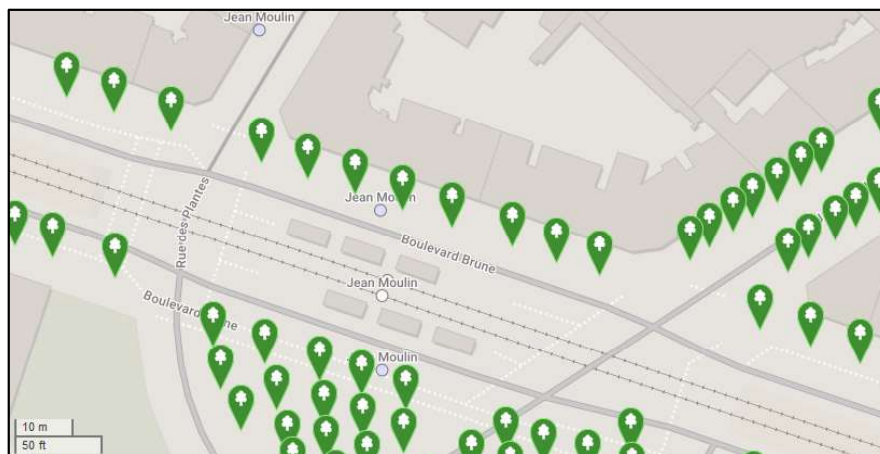 Jean Moulin
Rue des Plantes
Jean Moulin
Boulevard Brune
Jean Moulin
Boulevard Brune
Moulin
10 m
50 ft